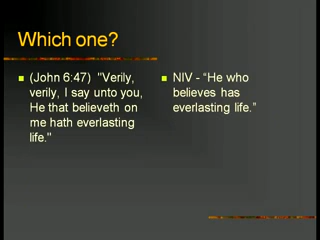 Which one?
(John 6:47) "Verily,
verily, I say unto you,
He that believeth on
me hath everlasting
life."
NIV - “He who
believes has
everlasting life.”